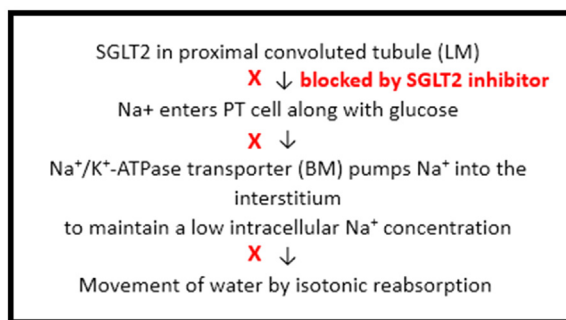 SGLT2 in proximal convoluted tubule (LM)
X ↓ blocked by SGLT2 inhibitor
Na+ enters PT cell along with glucose
X ↓
Na⁺/K⁺-ATPase transporter (BM) pumps Na⁺ into the
interstitium
to maintain a low intracellular Na⁺ concentration
X ↓
Movement of water by isotonic reabsorption